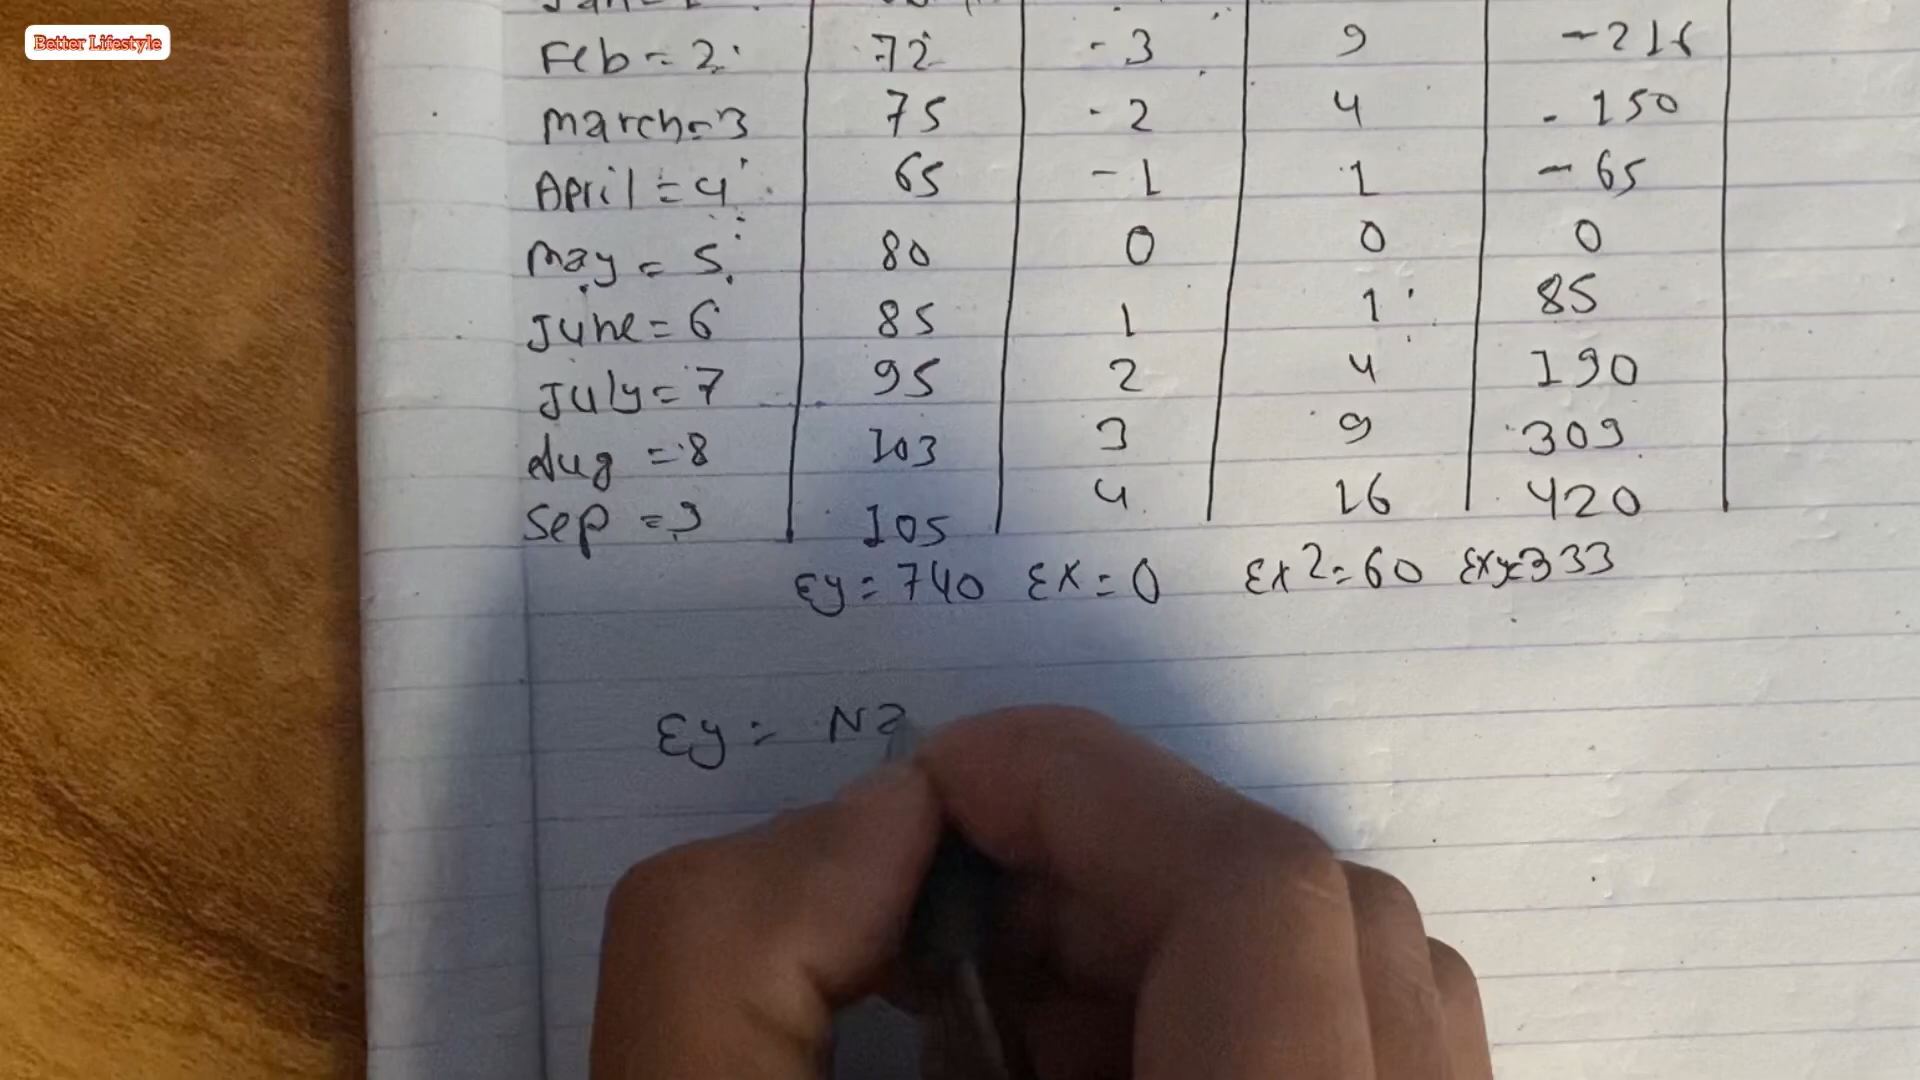 Better Lifestyle
Feb = 2 72 -3 9 -216
March = 3 75 -2 4 -150
April = 4 65 -1 1 -65
May = 5 80 0 0 0
June = 6 85 1 1 85
July = 7 95 2 4 190
Aug = 8 103 3 9 309
Sep = 9 105 4 16 420
Σy = 740 Σx = 0 Σx2 = 60 Σxy = 333
Σy = Na